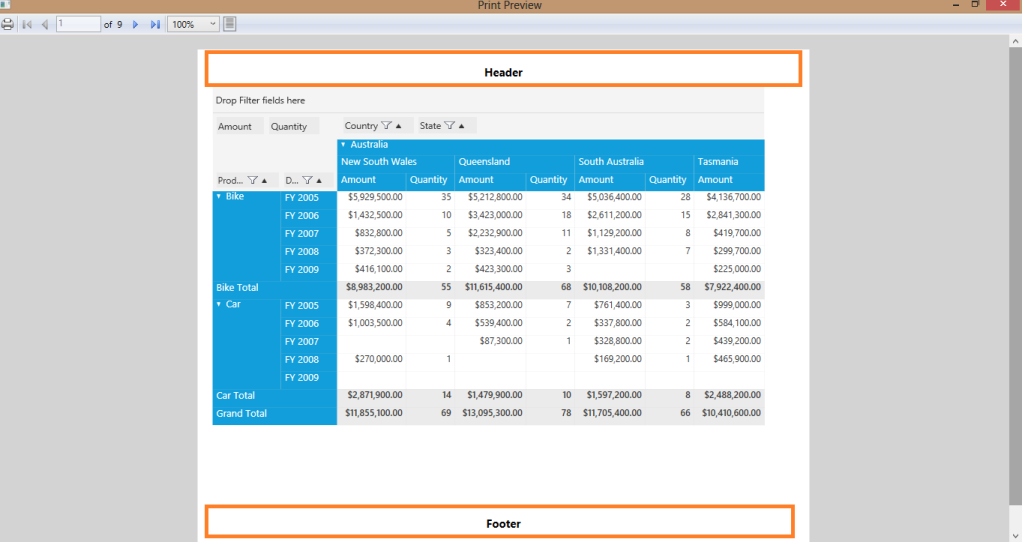 Print Preview
1 of 9 100%
Header
Drop Filter fields here
Amount Quantity Country State
Australia
New South Wales Queensland South Australia Tasmania
Prod... D... Amount Quantity Amount Quantity Amount Quantity Amount
Bike FY 2005 $5,929,500.00 35 $5,212,800.00 34 $5,036,400.00 28 $4,136,700.00
FY 2006 $1,432,500.00 10 $3,423,000.00 18 $2,611,200.00 15 $2,841,300.00
FY 2007 $832,800.00 5 $2,232,900.00 11 $1,129,200.00 8 $419,700.00
FY 2008 $372,300.00 3 $323,400.00 2 $1,331,400.00 7 $299,700.00
FY 2009 $416,100.00 2 $423,300.00 3 $225,000.00
Bike Total $8,983,200.00 55 $11,615,400.00 68 $10,108,200.00 58 $7,922,400.00
Car FY 2005 $1,598,400.00 9 $853,200.00 7 $761,400.00 3 $999,000.00
FY 2006 $1,003,500.00 4 $539,400.00 2 $337,800.00 2 $584,100.00
FY 2007 $87,300.00 1 $328,800.00 2 $439,200.00
FY 2008 $270,000.00 1 $169,200.00 1 $465,900.00
FY 2009
Car Total $2,871,900.00 14 $1,479,900.00 10 $1,597,200.00 8 $2,488,200.00
Grand Total $11,855,100.00 69 $13,095,300.00 78 $11,705,400.00 66 $10,410,600.00
Footer